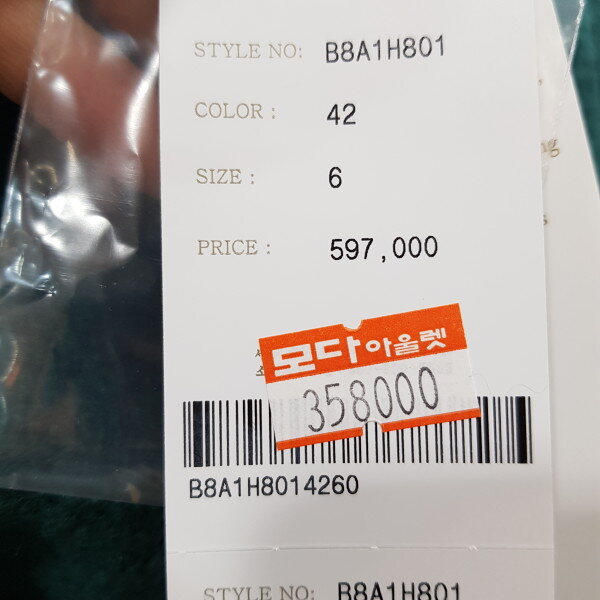 STYLE NO: B8A1H801
COLOR : 42
SIZE : 6
PRICE : 597,000
모다아울렛
358000
B8A1H8014260
STYLE NO: B8A1H801